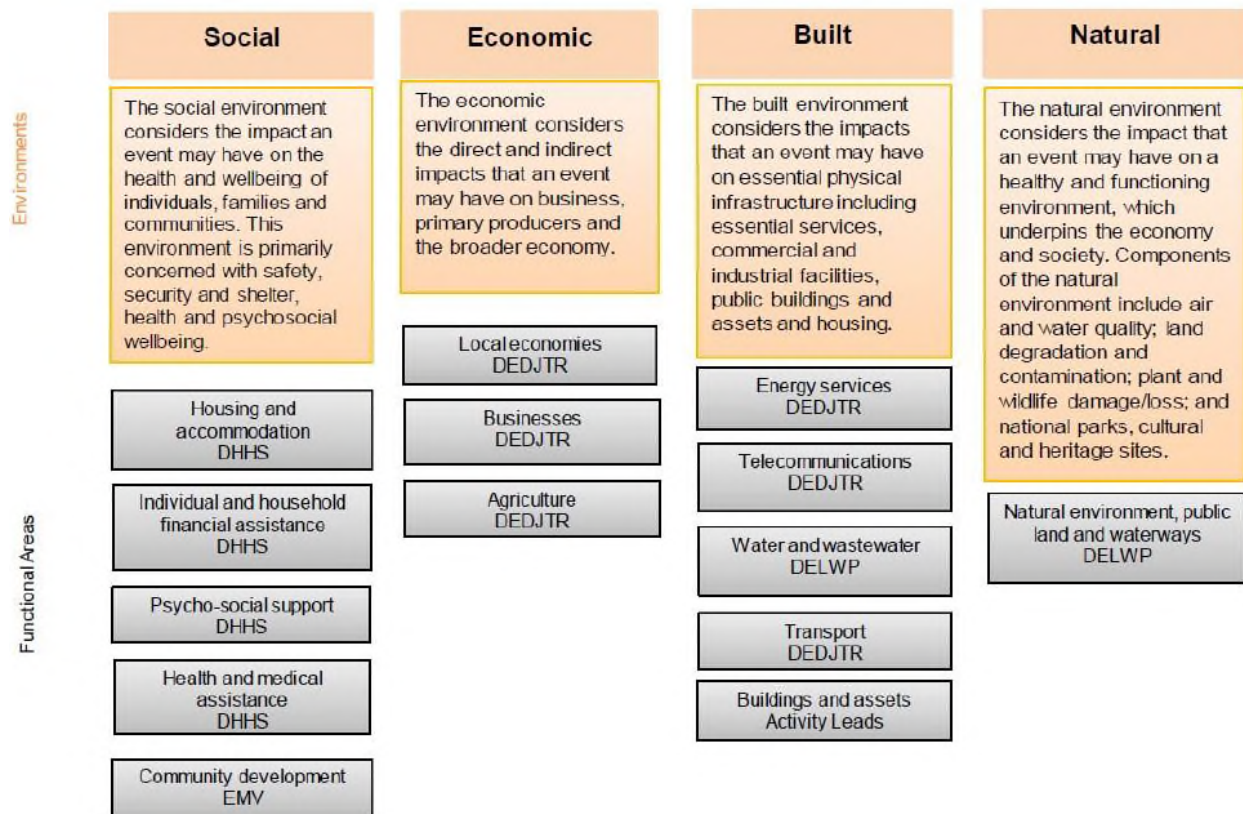 Social
Economic
Built
Natural
Environments
The social environment
considers the impact an
event may have on the
health and wellbeing of
individuals, families and
communities. This
environment is primarily
concerned with safety,
security and shelter,
health and psychosocial
wellbeing.
The economic
environment considers
the direct and indirect
impacts that an event
may have on business,
primary producers and
the broader economy.
The built environment
considers the impacts
that an event may have
on essential physical
infrastructure including
essential services,
commercial and
industrial facilities,
public buildings and
assets and housing.
The natural environment
considers the impact that
an event may have on a
healthy and functioning
environment, which
underpins the economy
and society. Components
of the natural
environment include air
and water quality; land
degradation and
contamination; plant and
wildlife damage/loss; and
national parks, cultural
and heritage sites.
Functional Areas
Housing and
accommodation
DHHS
Individual and household
financial assistance
DHHS
Psycho-social support
DHHS
Health and medical
assistance
DHHS
Community development
EMV
Local economies
DEDJTR
Businesses
DEDJTR
Agriculture
DEDJTR
Energy services
DEDJTR
Telecommunications
DEDJTR
Water and wastewater
DELWP
Transport
DEDJTR
Buildings and assets
Activity Leads
Natural environment, public
land and waterways
DELWP